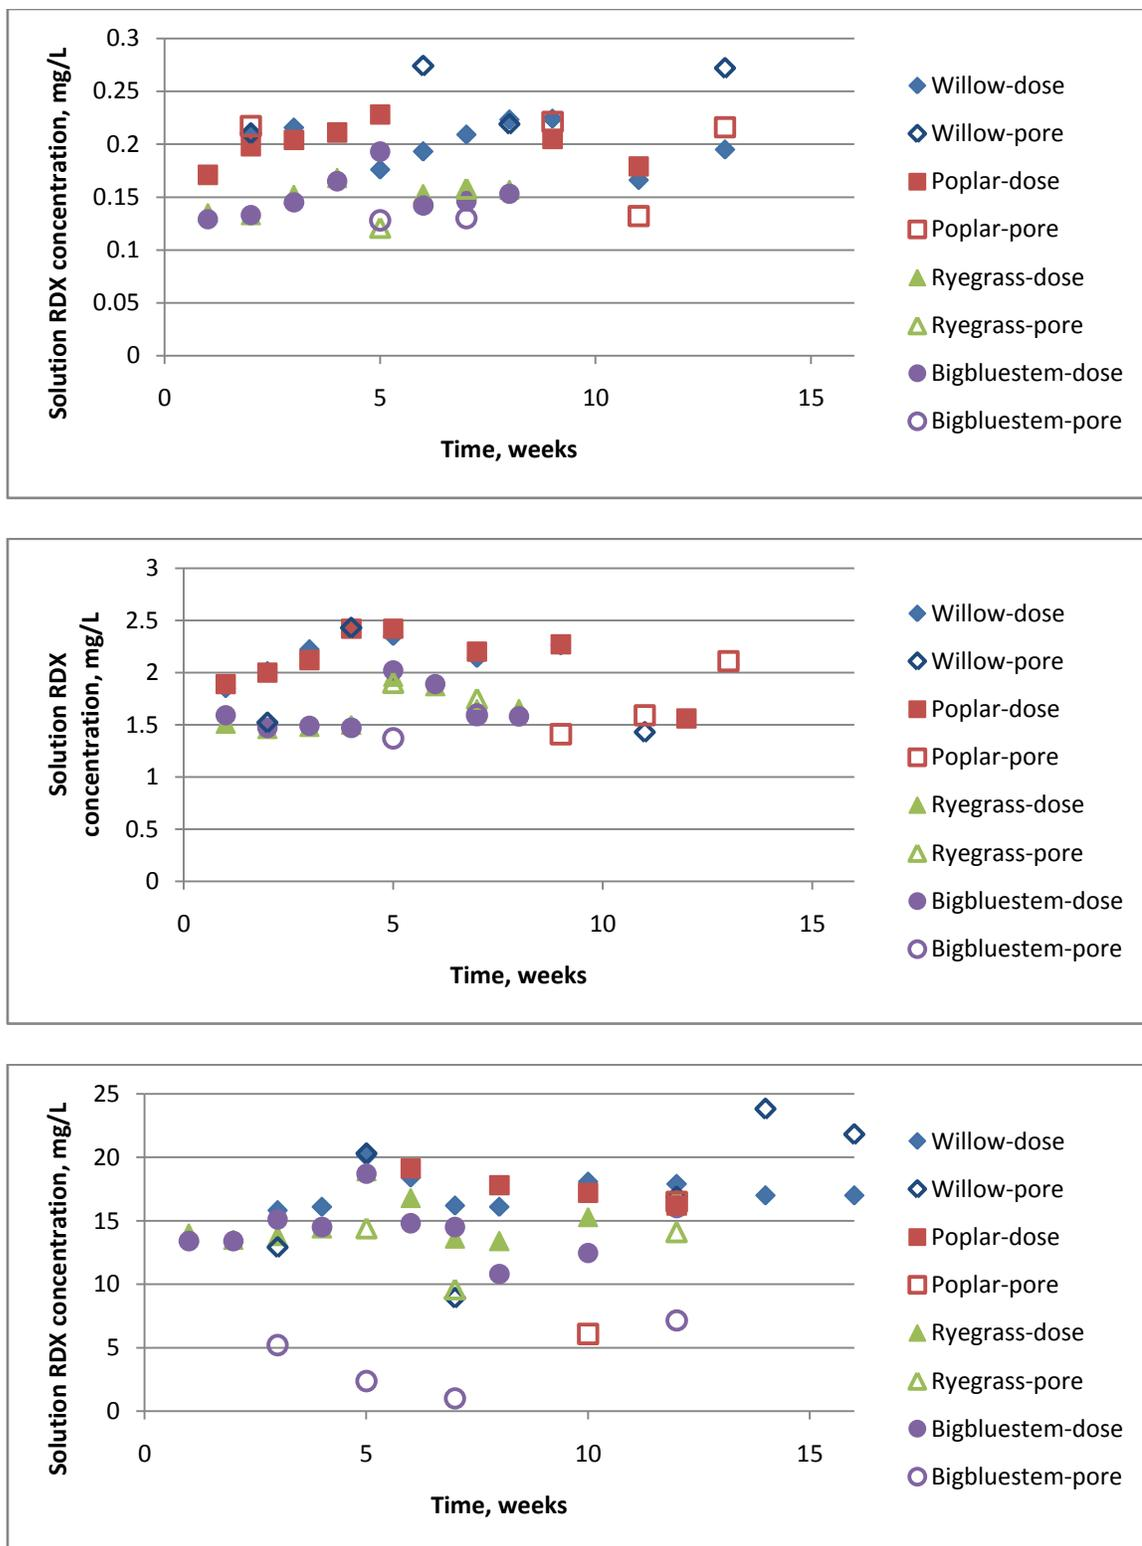 Solution RDX concentration, mg/L
0.3
0.25
0.2
0.15
0.1
0.05
0
0
5
10
15
Time, weeks
Willow-dose
Willow-pore
Poplar-dose
Poplar-pore
Ryegrass-dose
Ryegrass-pore
Bigbluestem-dose
Bigbluestem-pore
Solution RDX
concentration, mg/L
3
2.5
2
1.5
1
0.5
0
0
5
10
15
Time, weeks
Willow-dose
Willow-pore
Poplar-dose
Poplar-pore
Ryegrass-dose
Ryegrass-pore
Bigbluestem-dose
Bigbluestem-pore
Solution RDX concentration, mg/L
25
20
15
10
5
0
0
5
10
15
Time, weeks
Willow-dose
Willow-pore
Poplar-dose
Poplar-pore
Ryegrass-dose
Ryegrass-pore
Bigbluestem-dose
Bigbluestem-pore